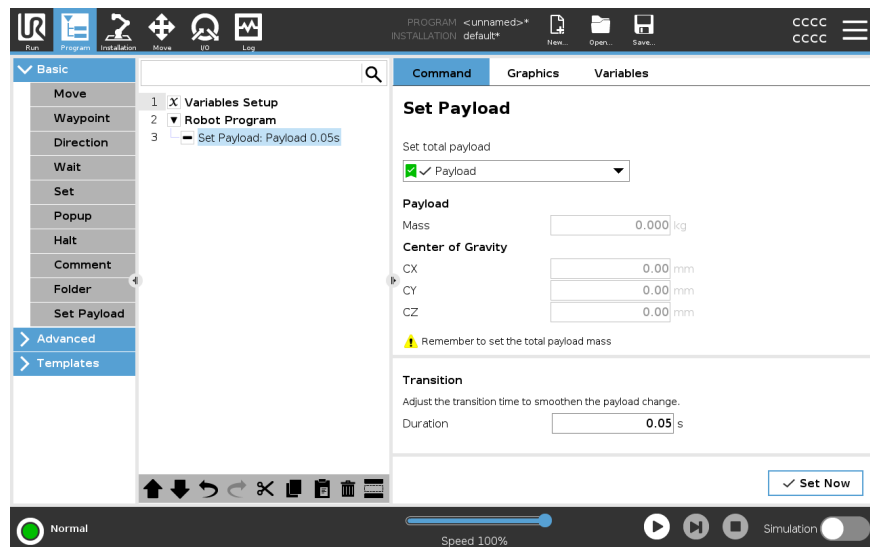 UR
Run
Program
Installation
Move
I/O
Log
PROGRAM <unnamed>*
INSTALLATION default*
New...
Open...
Save...
CCCC
CCCC
Basic
Move
Waypoint
Direction
Wait
Set
Popup
Halt
Comment
Folder
Set Payload
Advanced
Templates
1 X Variables Setup
2 Robot Program
3 Set Payload: Payload 0.05s
Command Graphics Variables
Set Payload
Set total payload
Payload
Payload
Mass 0.000 kg
Center of Gravity
CX 0.00 mm
CY 0.00 mm
CZ 0.00 mm
Remember to set the total payload mass
Transition
Adjust the transition time to smoothen the payload change.
Duration 0.05 s
Set Now
Normal
Speed 100%
Simulation